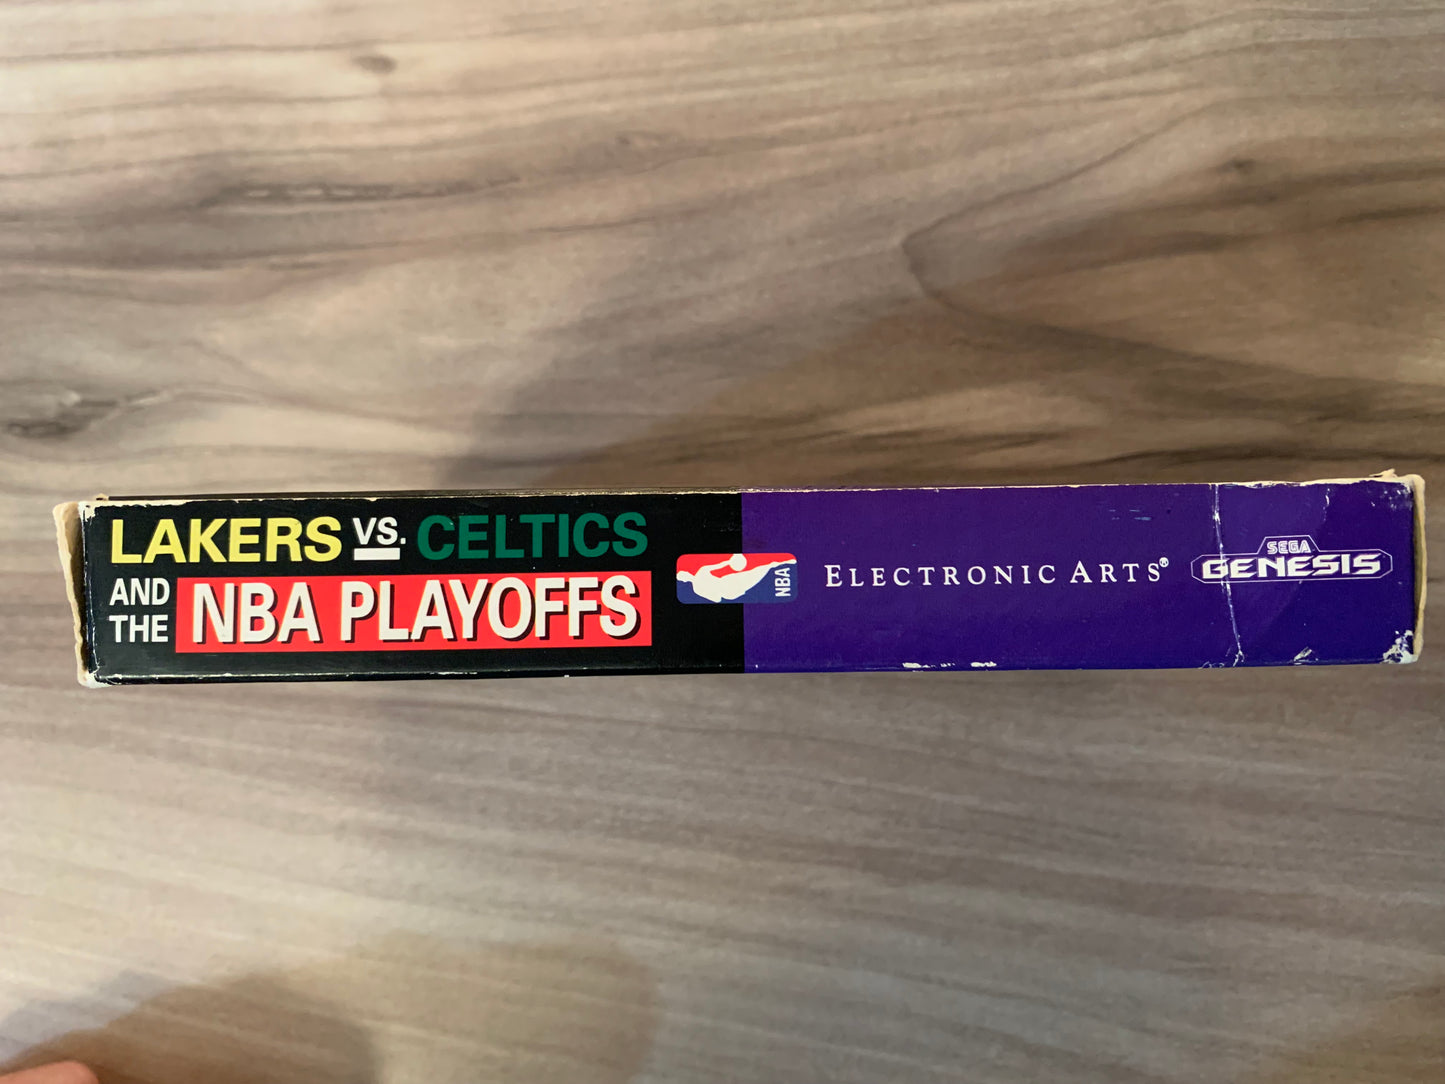 LAKERS VS. CELTICS
AND THE NBA PLAYOFFS
NBA
ELECTRONIC ARTS®
SEGA
GENESIS